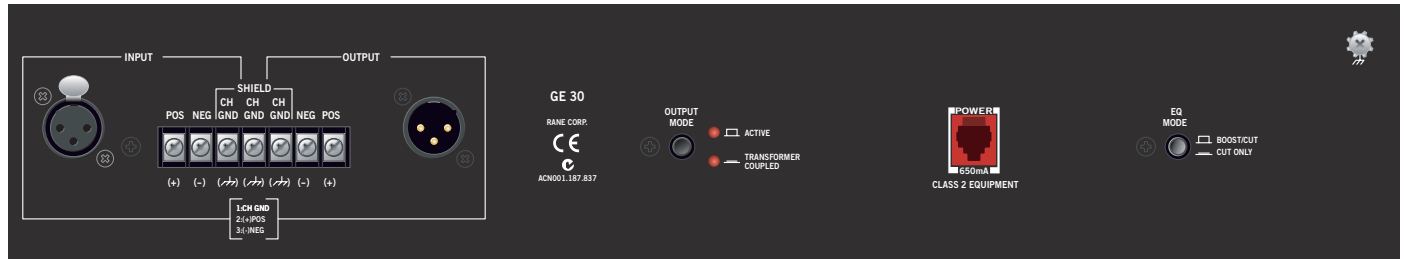 INPUT
OUTPUT
SHIELD
CH CH CH
POS NEG GND GND GND NEG POS
(+) (-) ( ) ( ) ( ) (-) (+)
1:CH GND
2:(+)POS
3:(-)NEG
GE 30
RANE CORP.
CE
ACN001.187.837
OUTPUT
MODE
ACTIVE
TRANSFORMER
COUPLED
POWER
650mA
CLASS 2 EQUIPMENT
EQ
MODE
BOOST/CUT
CUT ONLY